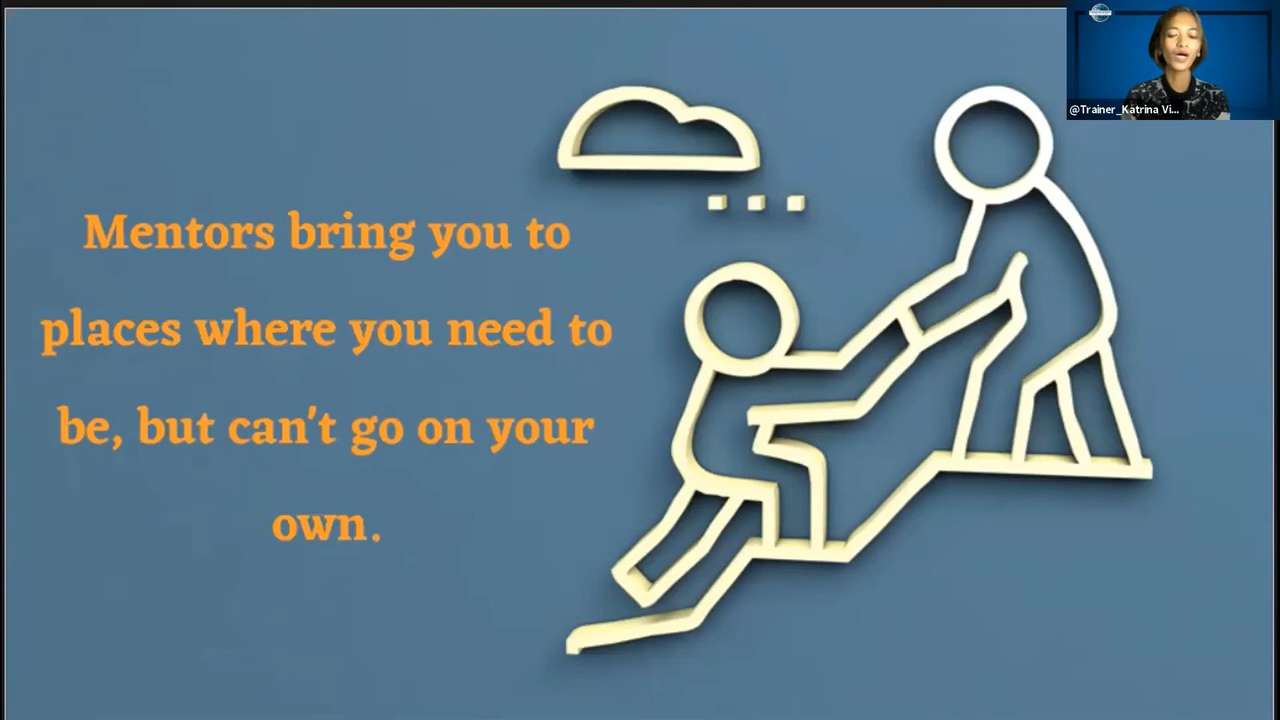 Mentors bring you to
places where you need to
be, but can't go on your
own.
@Trainer_Katrina Vi...